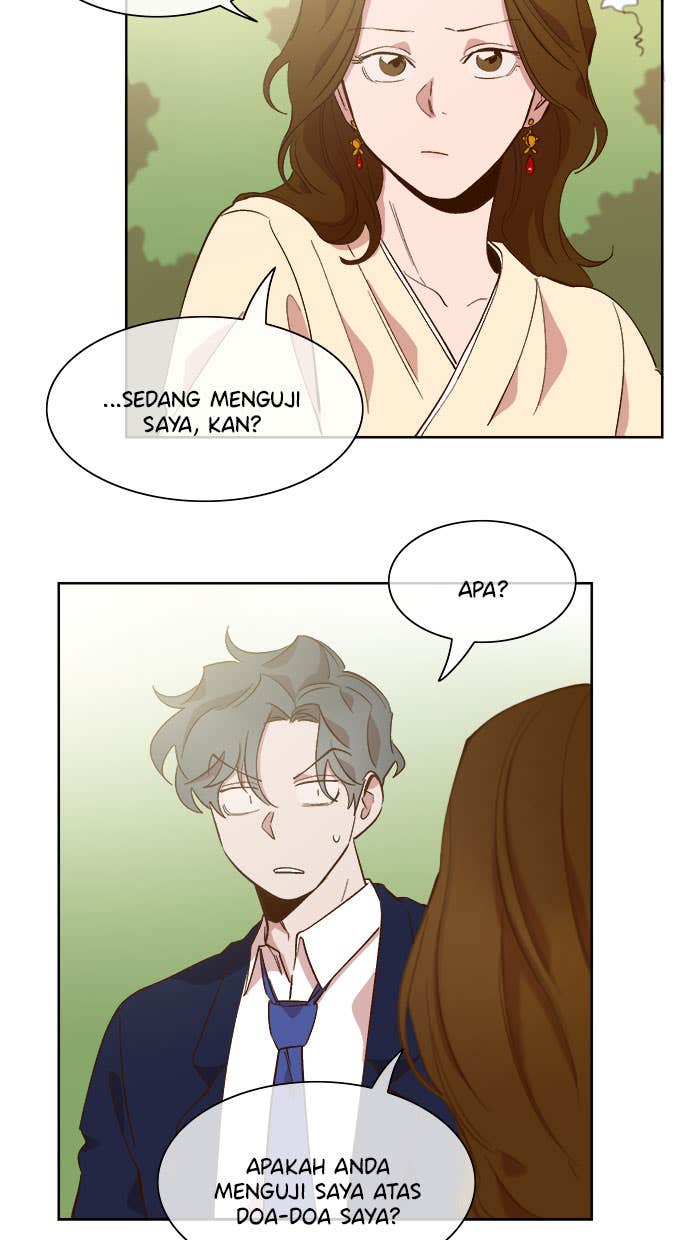 ...SEDANG MENGUJI
SAYA, KAN?
APA?
APAKAH ANDA
MENGUJI SAYA ATAS
DOA-DOA SAYA?